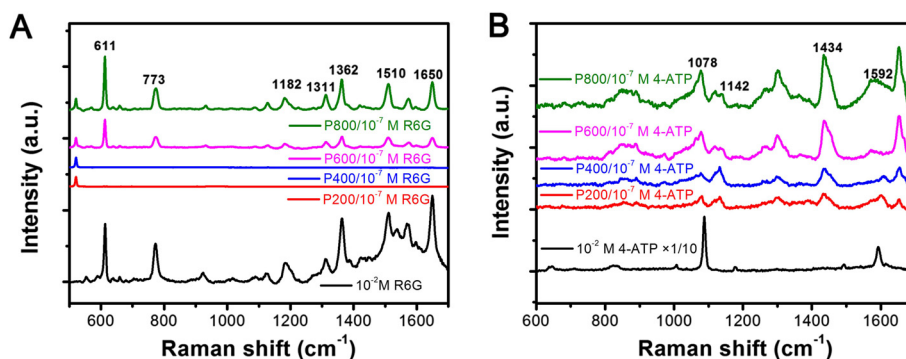 A
611
773
1182
1311
1362
1510
1650
P800/10⁻⁷ M R6G
P600/10⁻⁷ M R6G
P400/10⁻⁷ M R6G
P200/10⁻⁷ M R6G
10⁻²M R6G
Intensity (a.u.)
600 800 1000 1200 1400 1600
Raman shift (cm⁻¹)
B
1078
1142
1434
1592
P800/10⁻⁷ M 4-ATP
P600/10⁻⁷ M 4-ATP
P400/10⁻⁷ M 4-ATP
P200/10⁻⁷ M 4-ATP
10⁻² M 4-ATP ×1/10
Intensity (a.u.)
600 800 1000 1200 1400 1600
Raman shift (cm⁻¹)